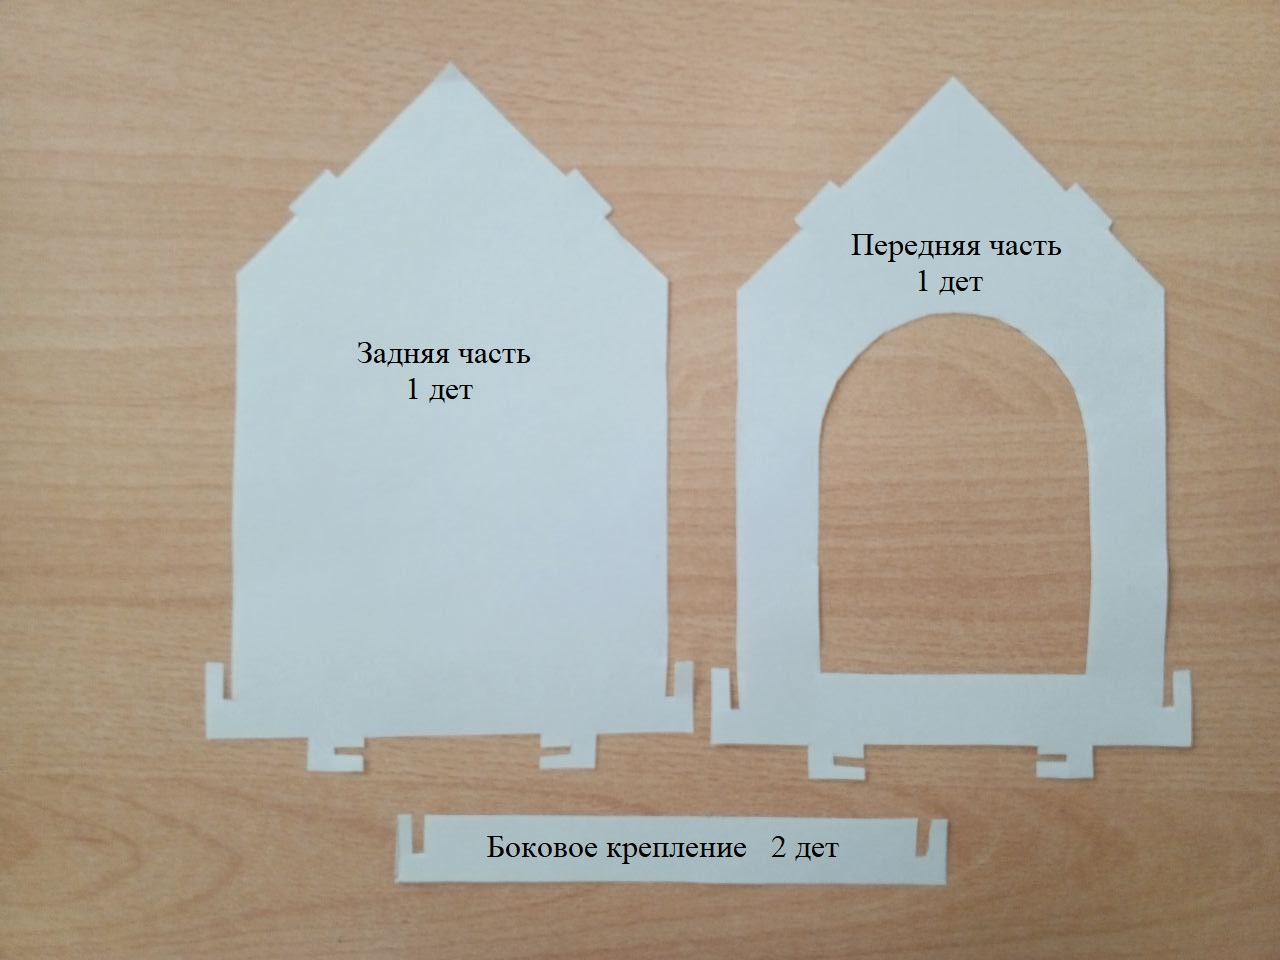 Задняя часть
1 дет
Передняя часть
1 дет
Боковое крепление 2 дет